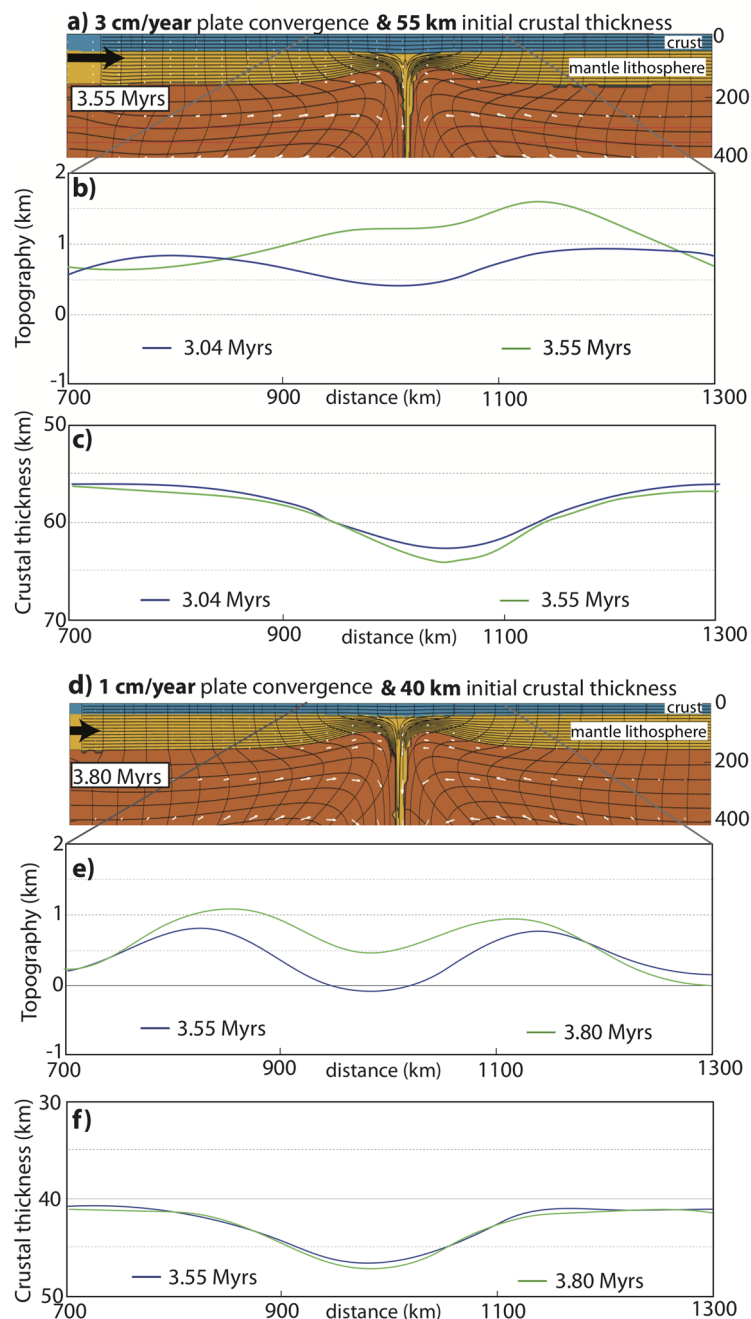 a) 3 cm/year plate convergence & 55 km initial crustal thickness
crust
0
mantle lithosphere
3.55 Myrs
200
400
b)
Topography (km)
2
1
0
-1
3.04 Myrs
3.55 Myrs
700
900
distance (km)
1100
1300
c)
Crustal thickness (km)
50
60
70
3.04 Myrs
3.55 Myrs
700
900
distance (km)
1100
1300
d) 1 cm/year plate convergence & 40 km initial crustal thickness
crust
0
mantle lithosphere
3.80 Myrs
200
400
e)
Topography (km)
2
1
0
-1
3.55 Myrs
3.80 Myrs
700
900
distance (km)
1100
1300
f)
Crustal thickness (km)
30
40
50
3.55 Myrs
3.80 Myrs
700
900
distance (km)
1100
1300